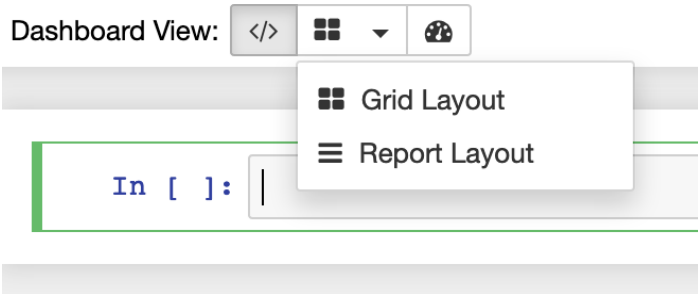 Dashboard View: </>
Grid Layout
Report Layout
In [ ]: